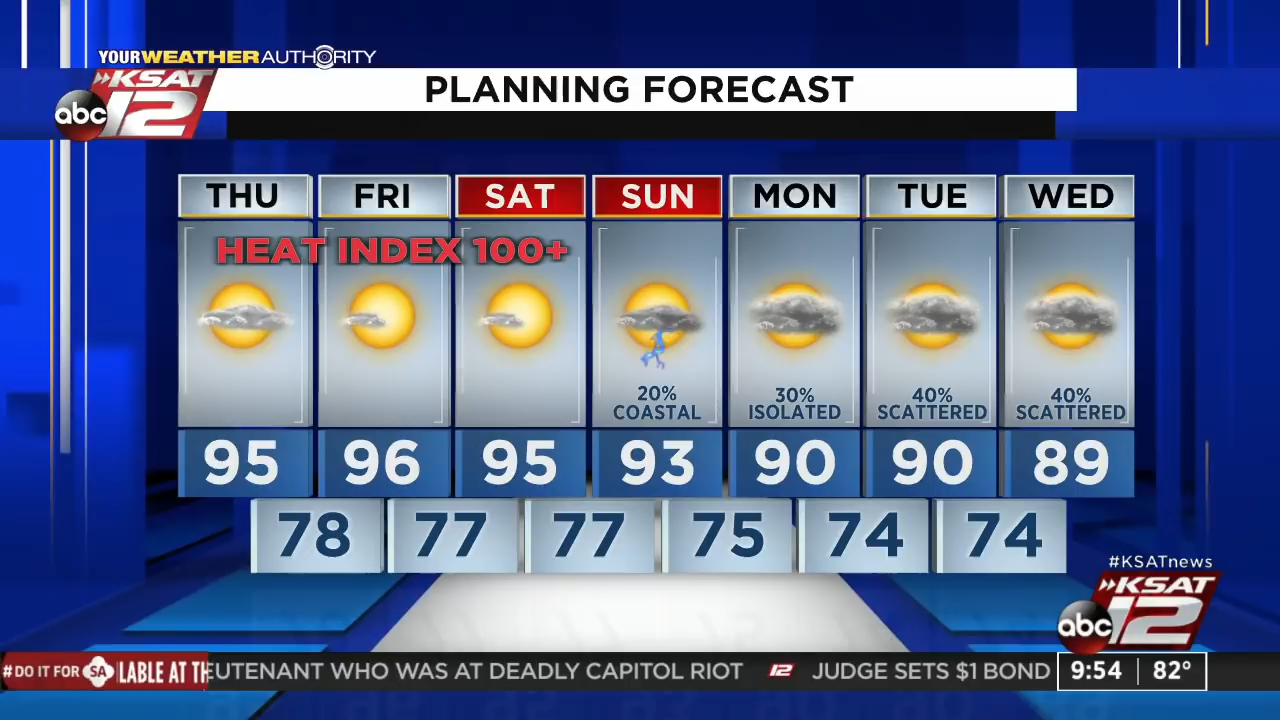 YOUR WEATHER AUTHORITY
KSAT
abc 12
PLANNING FORECAST
THU FRI SAT SUN MON TUE WED
HEAT INDEX 100+
20% 30% 40% 40%
COASTAL ISOLATED SCATTERED SCATTERED
95 96 95 93 90 90 89
78 77 77 75 74 74
#KSATnews
KSAT
abc 12
#DO IT FOR SA LABLE AT TH EUTENANT WHO WAS AT DEADLY CAPITOL RIOT 12 JUDGE SETS $1 BOND 9:54 82°